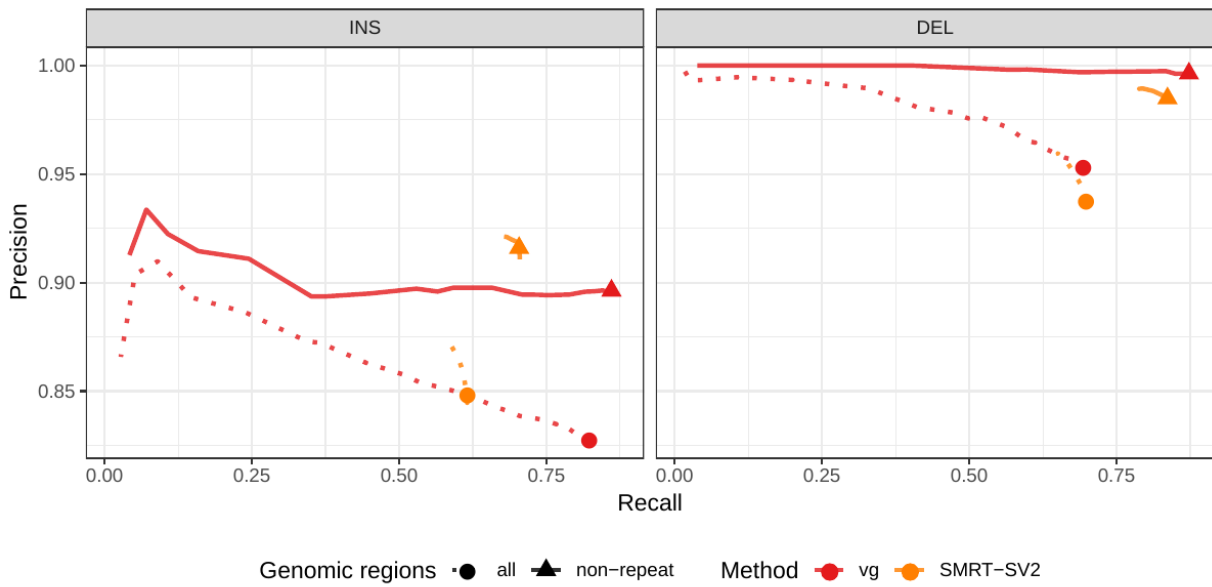 INS DEL
1.00
0.95
0.90
0.85
Precision
0.00 0.25 0.50 0.75 0.00 0.25 0.50 0.75
Recall
Genomic regions all non-repeat Method vg SMRT-SV2